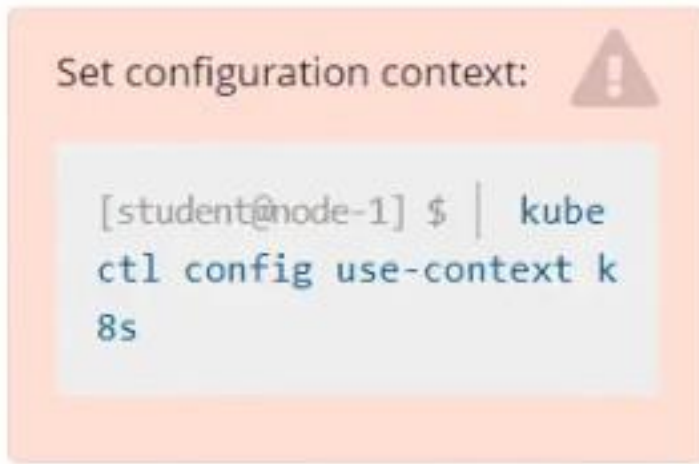 Set configuration context:
[student@node-1] $ | kube
ctl config use-context k
8s